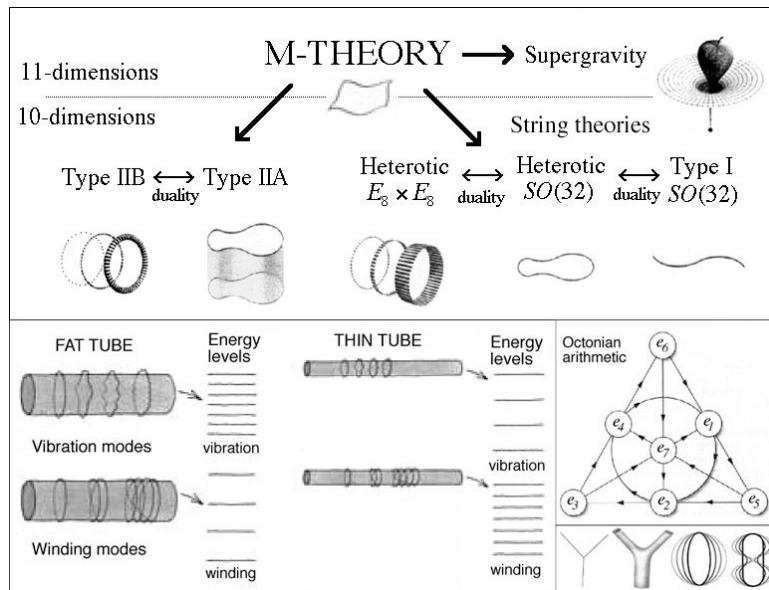 M-THEORY
Supergravity
11-dimensions
10-dimensions
String theories
Type IIB
duality
Type IIA
Heterotic
E₈ × E₈
duality
Heterotic
SO(32)
duality
Type I
SO(32)
FAT TUBE
Energy
levels
Vibration modes
vibration
Winding modes
winding
THIN TUBE
Energy
levels
vibration
winding
Octonian
arithmetic
e₆
e₄
e₁
e₇
e₃
e₂
e₅